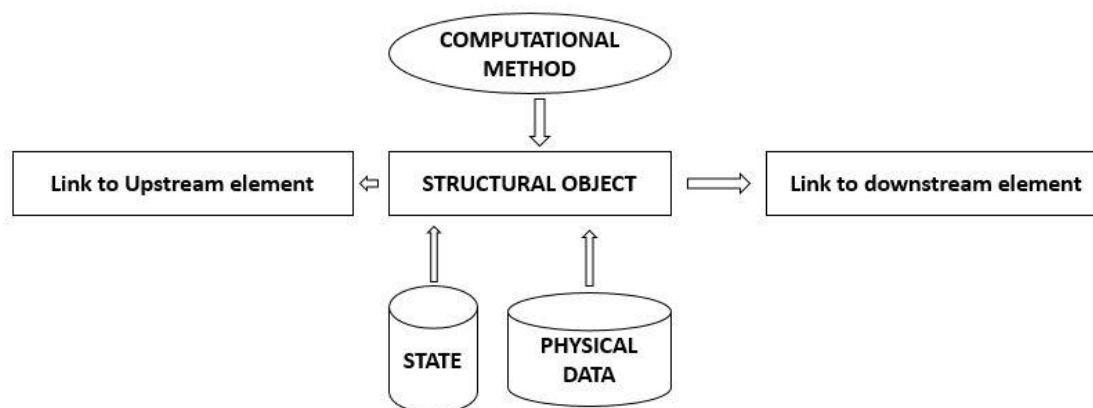 COMPUTATIONAL
METHOD
Link to Upstream element
STRUCTURAL OBJECT
Link to downstream element
STATE
PHYSICAL
DATA